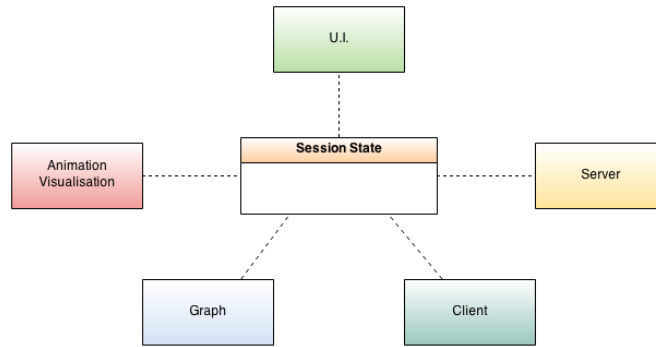 U.I.
Session State
Animation
Visualisation
Server
Graph
Client